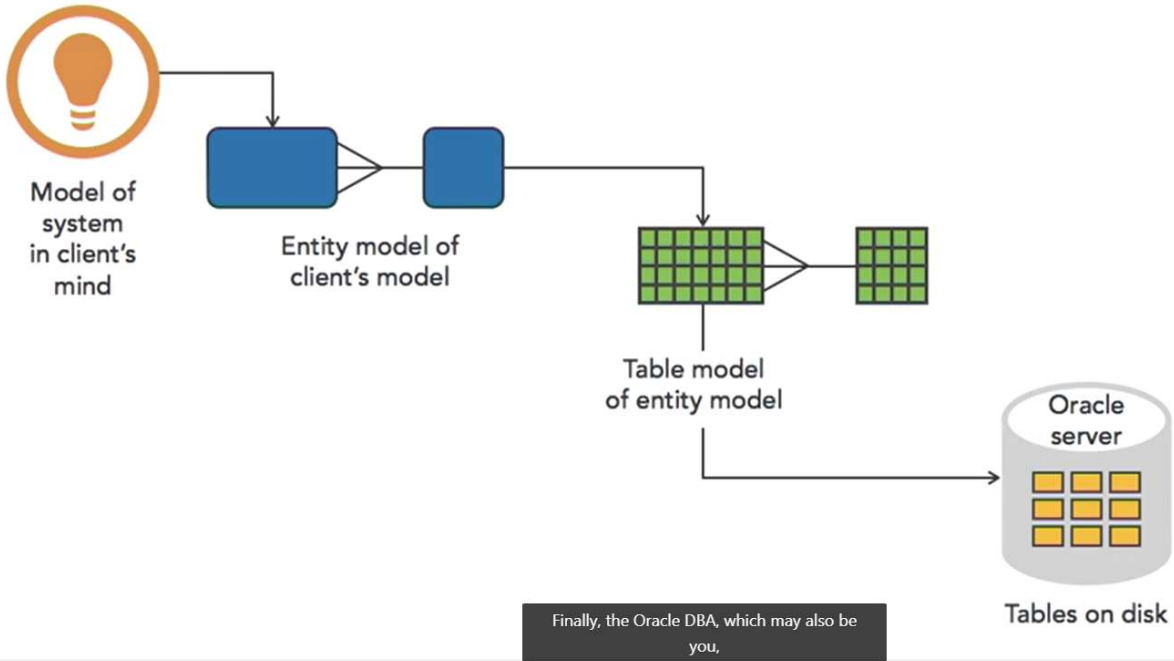 Model of
system
in client's
mind
Entity model of
client's model
Table model
of entity model
Oracle
server
Tables on disk
Finally, the Oracle DBA, which may also be
you,